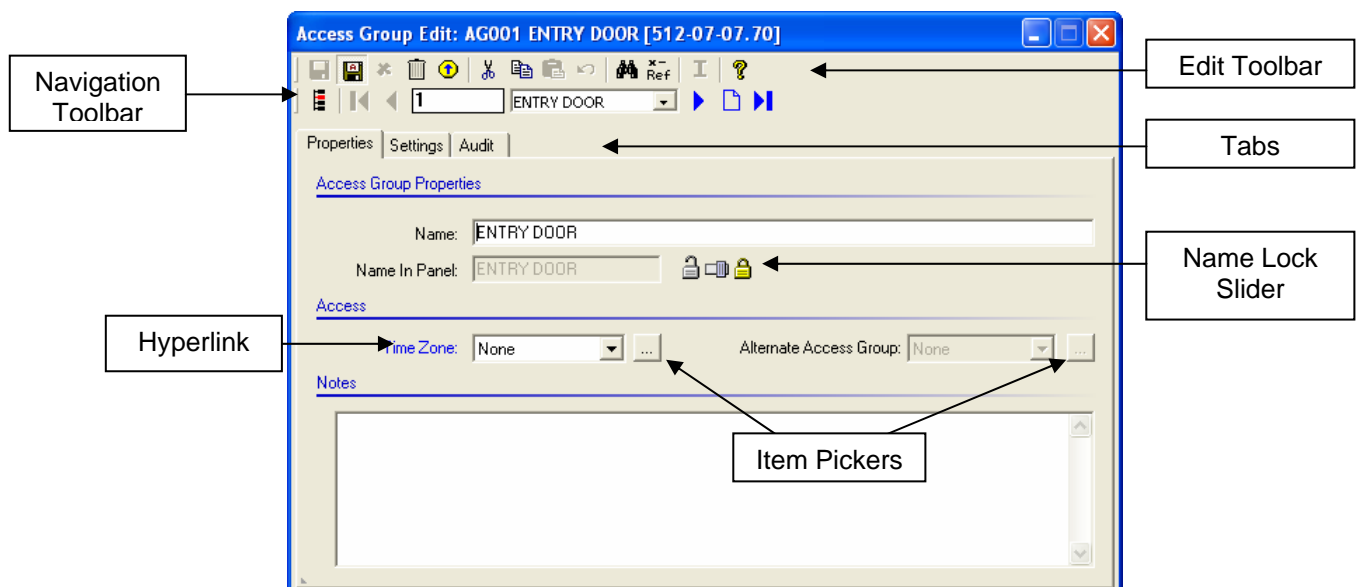 Access Group Edit: AG001 ENTRY DOOR [512-07-07.70]
Navigation
Toolbar
x-
Ref
Edit Toolbar
1
ENTRY DOOR
Properties
Settings
Audit
Tabs
Access Group Properties
Name:
ENTRY DOOR
Name In Panel:
ENTRY DOOR
Name Lock
Slider
Access
Hyperlink
Time Zone:
None
...
Alternate Access Group:
None
...
Notes
Item Pickers